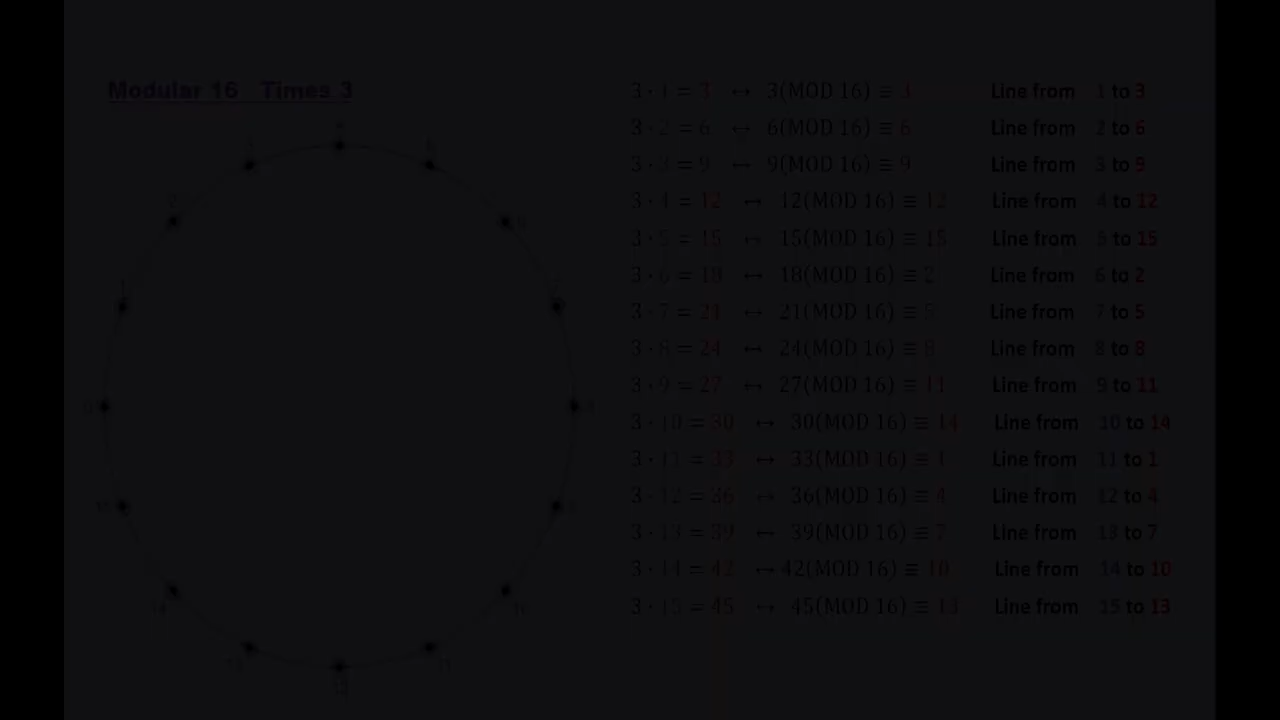 Modular 16 Times 3
3 · 1 = 3 ↔ 3(MOD 16) ≡ 3 Line from 1 to 3
3 · 2 = 6 ↔ 6(MOD 16) ≡ 6 Line from 2 to 6
3 · 3 = 9 ↔ 9(MOD 16) ≡ 9 Line from 3 to 9
3 · 4 = 12 ↔ 12(MOD 16) ≡ 12 Line from 4 to 12
3 · 5 = 15 ↔ 15(MOD 16) ≡ 15 Line from 5 to 15
3 · 6 = 18 ↔ 18(MOD 16) ≡ 2 Line from 6 to 2
3 · 7 = 21 ↔ 21(MOD 16) ≡ 5 Line from 7 to 5
3 · 8 = 24 ↔ 24(MOD 16) ≡ 8 Line from 8 to 8
3 · 9 = 27 ↔ 27(MOD 16) ≡ 11 Line from 9 to 11
3 · 10 = 30 ↔ 30(MOD 16) ≡ 14 Line from 10 to 14
3 · 11 = 33 ↔ 33(MOD 16) ≡ 1 Line from 11 to 1
3 · 12 = 36 ↔ 36(MOD 16) ≡ 4 Line from 12 to 4
3 · 13 = 39 ↔ 39(MOD 16) ≡ 7 Line from 13 to 7
3 · 14 = 42 ↔ 42(MOD 16) ≡ 10 Line from 14 to 10
3 · 15 = 45 ↔ 45(MOD 16) ≡ 13 Line from 15 to 13